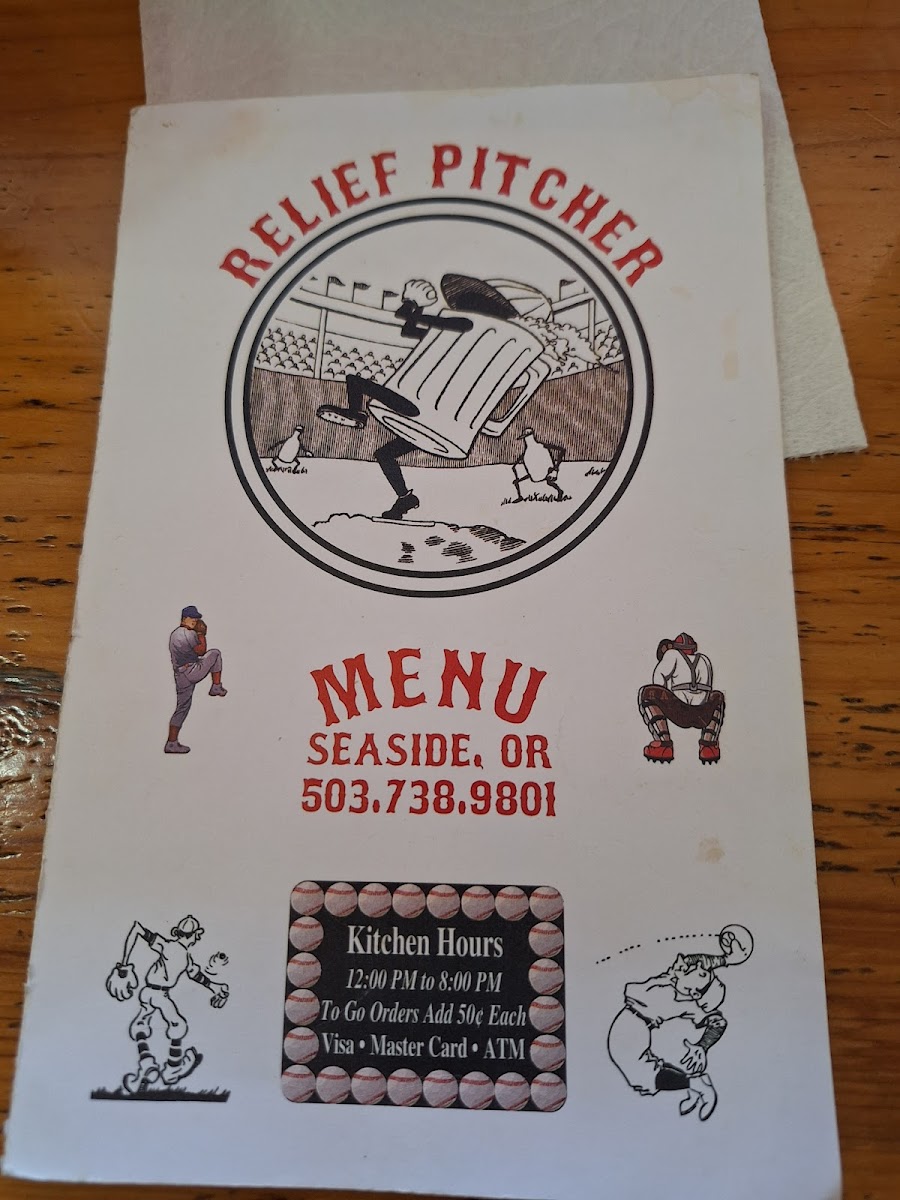 RELIEF PITCHER
MENU
SEASIDE, OR
503.738.9801
Kitchen Hours
12:00 PM to 8:00 PM
To Go Orders Add 50¢ Each
Visa • Master Card • ATM